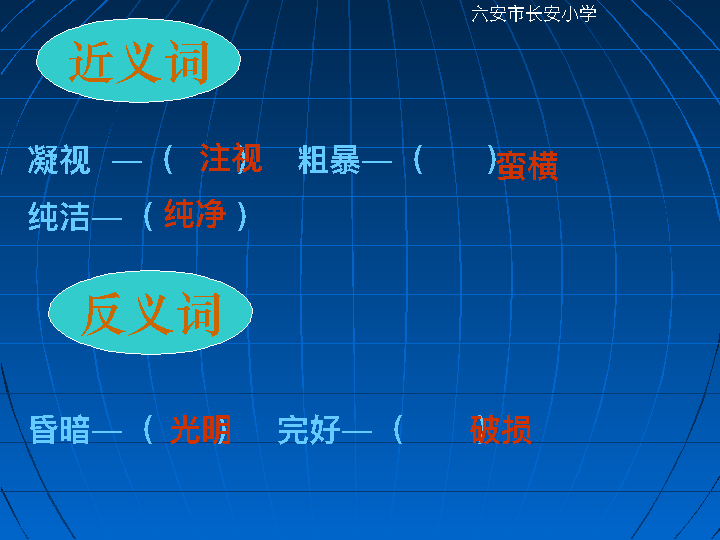 六安市长安小学
近义词
凝视 —（ 注视 ） 粗暴—（ ）蛮横
纯洁—（ 纯净 ）
反义词
昏暗—（ 光明 ） 完好—（ 破损 ）